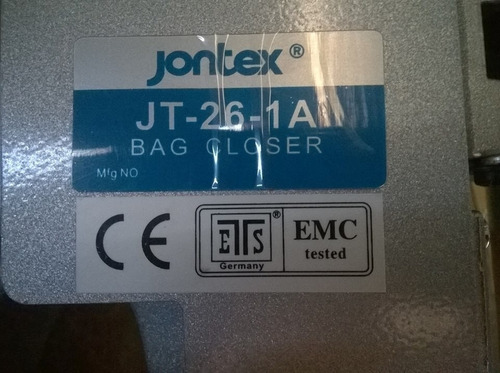 jontex ®
JT-26-1A
BAG CLOSER
Mfg NO
CE
ETS ®
Germany
EMC
tested